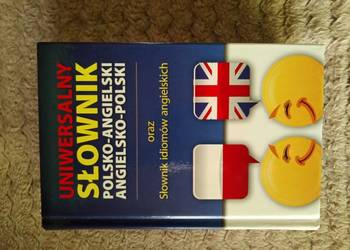 UNIWERSALNY
SŁOWNIK
POLSKO-ANGIELSKI
ANGIELSKO-POLSKI
oraz
Słownik idiomów angielskich